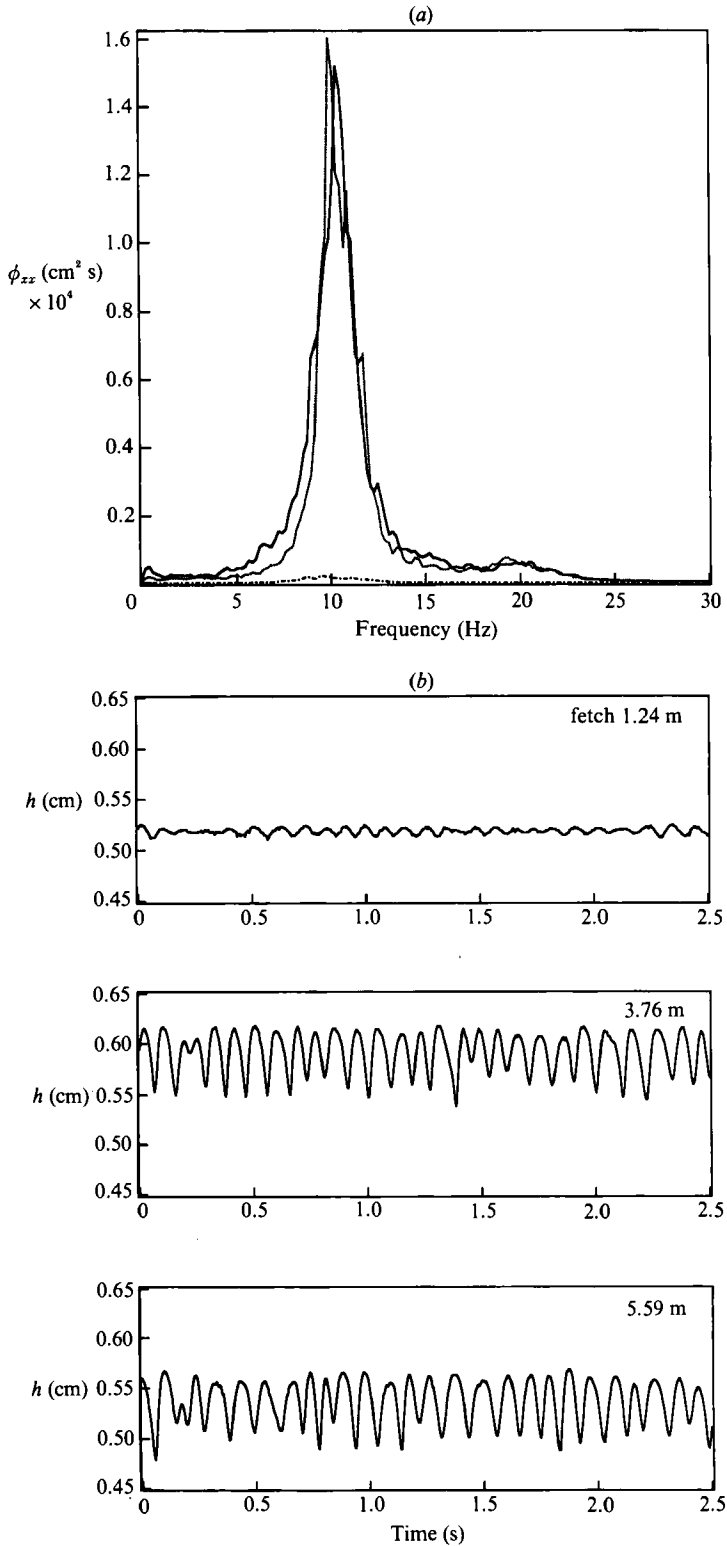 (a)
1.6
1.4
1.2
1.0
ϕxx (cm² s)
× 10⁴
0.8
0.6
0.4
0.2
0 5 10 15 20 25 30
Frequency (Hz)
(b)
0.65
fetch 1.24 m
0.60
h (cm) 0.55
0.50
0.45
0 0.5 1.0 1.5 2.0 2.5
0.65
3.76 m
0.60
h (cm) 0.55
0.50
0.45
0 0.5 1.0 1.5 2.0 2.5
0.65
5.59 m
0.60
h (cm) 0.55
0.50
0.45
0 0.5 1.0 1.5 2.0 2.5
Time (s)